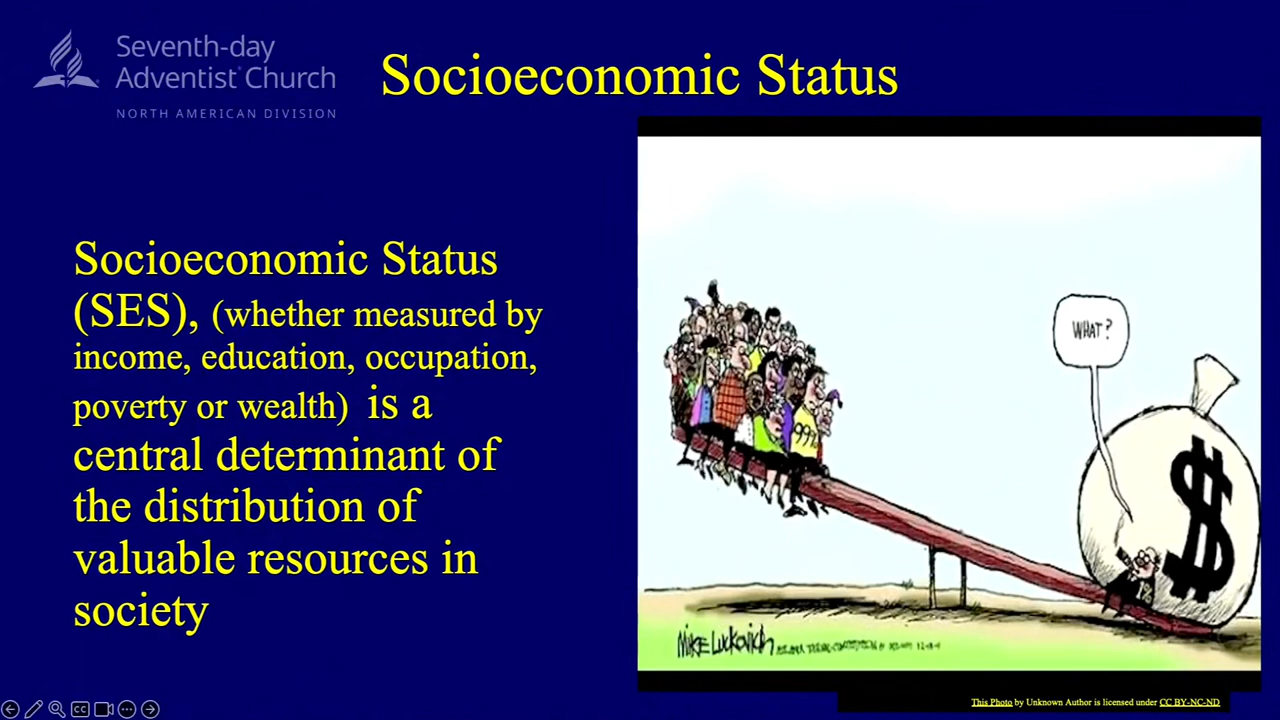 Seventh-day
Adventist® Church
NORTH AMERICAN DIVISION
Socioeconomic Status
Socioeconomic Status
(SES), (whether measured by
income, education, occupation,
poverty or wealth) is a
central determinant of
the distribution of
valuable resources in
society
WHAT?
99%
$
1%
MIKE LUCKOVICH
This Photo by Unknown Author is licensed under CC BY-NC-ND
CC